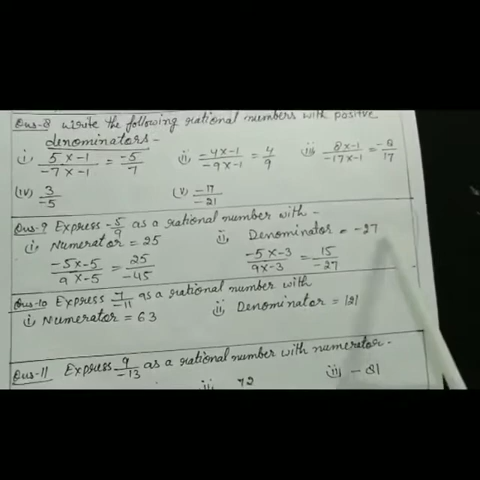 Qus-8 Write the following rational numbers with positive
denominators-
i, 5×-1/-7×-1 = -5/7 ii, -4×-1/-9×-1 = 4/9 iii, 8×-1/-17×-1 = -8/17
(iv) 3/-5 (v) -17/-21
Qus-9 Express -5/9 as a rational number with -
i, Numerator = 25 ii, Denominator = -27
-5×-5/9×-5 = 25/-45 -5×-3/9×-3 = 15/-27
Qus-10 Express 7/-11 as a rational number with
i, Numerator = 63 ii, Denominator = 121
Qus-11 Express 9/-13 as a rational number with numerator-
ii, 72 iii, -81